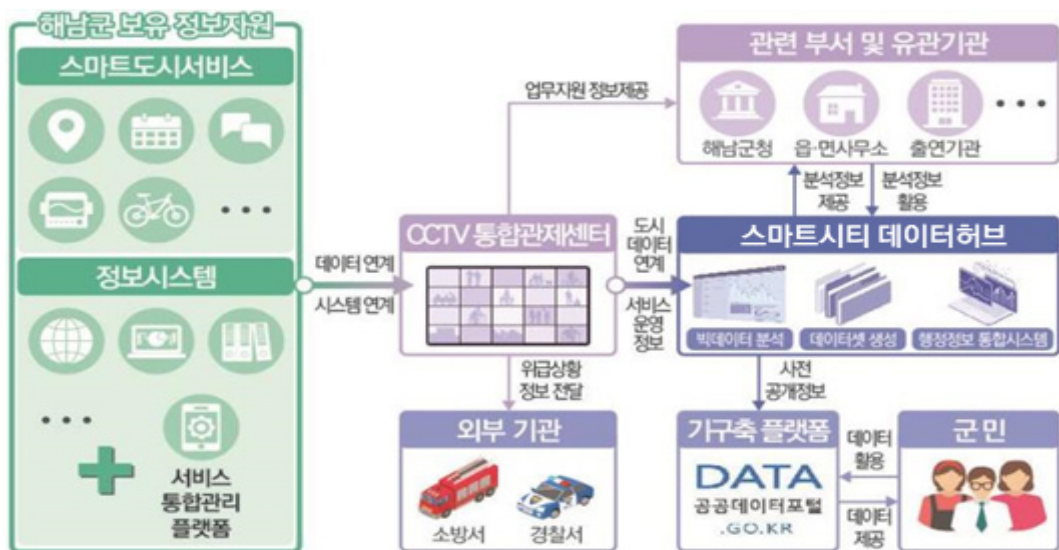 해남군 보유 정보자원
스마트도시서비스
정보시스템
서비스
통합관리
플랫폼
데이터 연계
시스템 연계
CCTV 통합관제센터
업무지원 정보제공
위급상황
정보 전달
외부 기관
소방서
경찰서
도시
데이터
연계
서비스
운영
정보
관련 부서 및 유관기관
해남군청
읍·면사무소
출연기관
분석정보
제공
분석정보
활용
스마트시티 데이터허브
빅데이터 분석
데이터셋 생성
행정정보 통합시스템
사전
공개정보
기구축 플랫폼
DATA
공공데이터포털
.GO.KR
데이터
활용
데이터
제공
군민